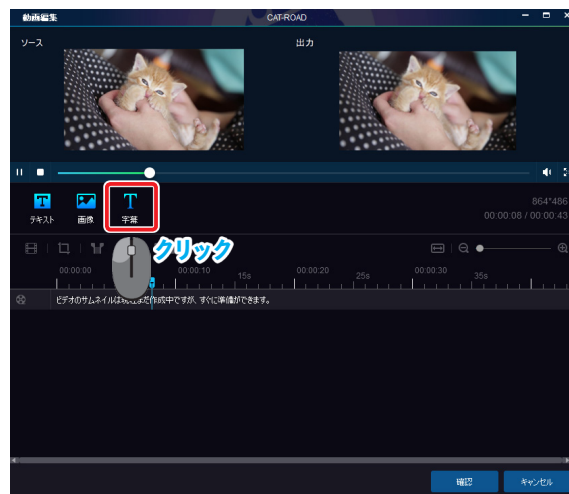 動画編集
CAT-ROAD
ソース
出力
T
T
テキスト
画像
字幕
864*486
00:00:08 / 00:00:43
クリック
00:00:00
00:00:10
15s
00:00:20
25s
00:00:30
35s
ビデオのサムネイルは現在まだ作成中ですが、すぐに準備ができます。
確認
キャンセル